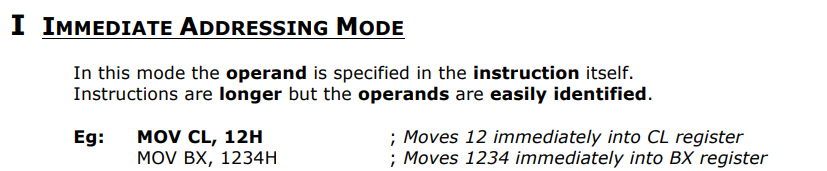 I IMMEDIATE ADDRESSING MODE
In this mode the operand is specified in the instruction itself.
Instructions are longer but the operands are easily identified.
Eg: MOV CL, 12H ; Moves 12 immediately into CL register
MOV BX, 1234H ; Moves 1234 immediately into BX register